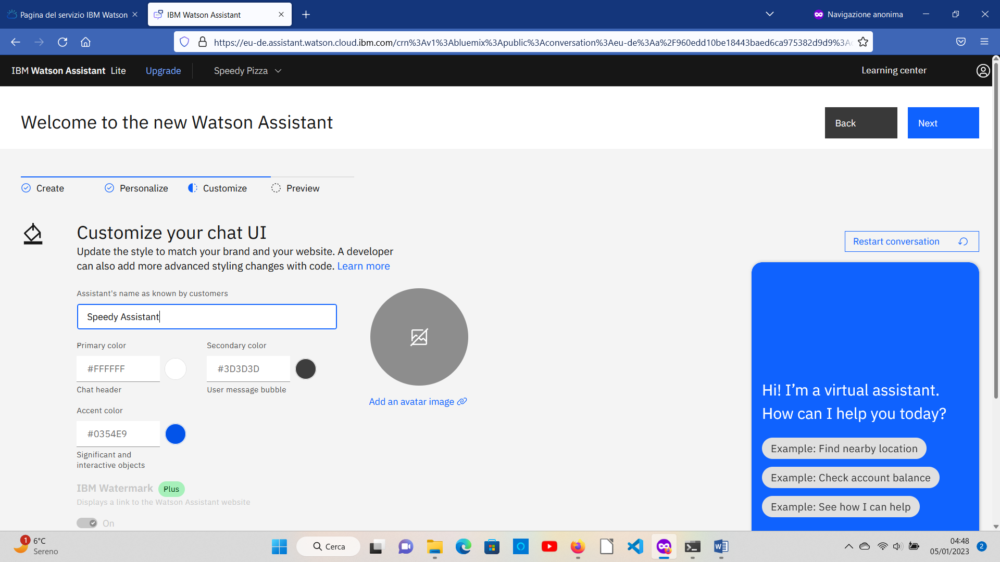 Pagina del servizio IBM Watson
IBM Watson Assistant
Navigazione anonima
https://eu-de.assistant.watson.cloud.ibm.com/crn%3Av1%3Abluemix%3Apublic%3Aconversation%3Aeu-de%3Aa%2F960edd10be18443baed6ca975382d9d9%3A
IBM Watson Assistant Lite
Upgrade
Speedy Pizza
Learning center
Welcome to the new Watson Assistant
Back
Next
Create
Personalize
Customize
Preview
Customize your chat UI
Update the style to match your brand and your website. A developer
can also add more advanced styling changes with code. Learn more
Restart conversation
Assistant's name as known by customers
Speedy Assistant
Primary color
Secondary color
#FFFFFF
#3D3D3D
Chat header
User message bubble
Add an avatar image
Accent color
#0354E9
Significant and
interactive objects
IBM Watermark Plus
Displays a link to the Watson Assistant website
On
Hi! I’m a virtual assistant.
How can I help you today?
Example: Find nearby location
Example: Check account balance
Example: See how I can help
1
6°C
Sereno
Cerca
04:48
05/01/2023
2